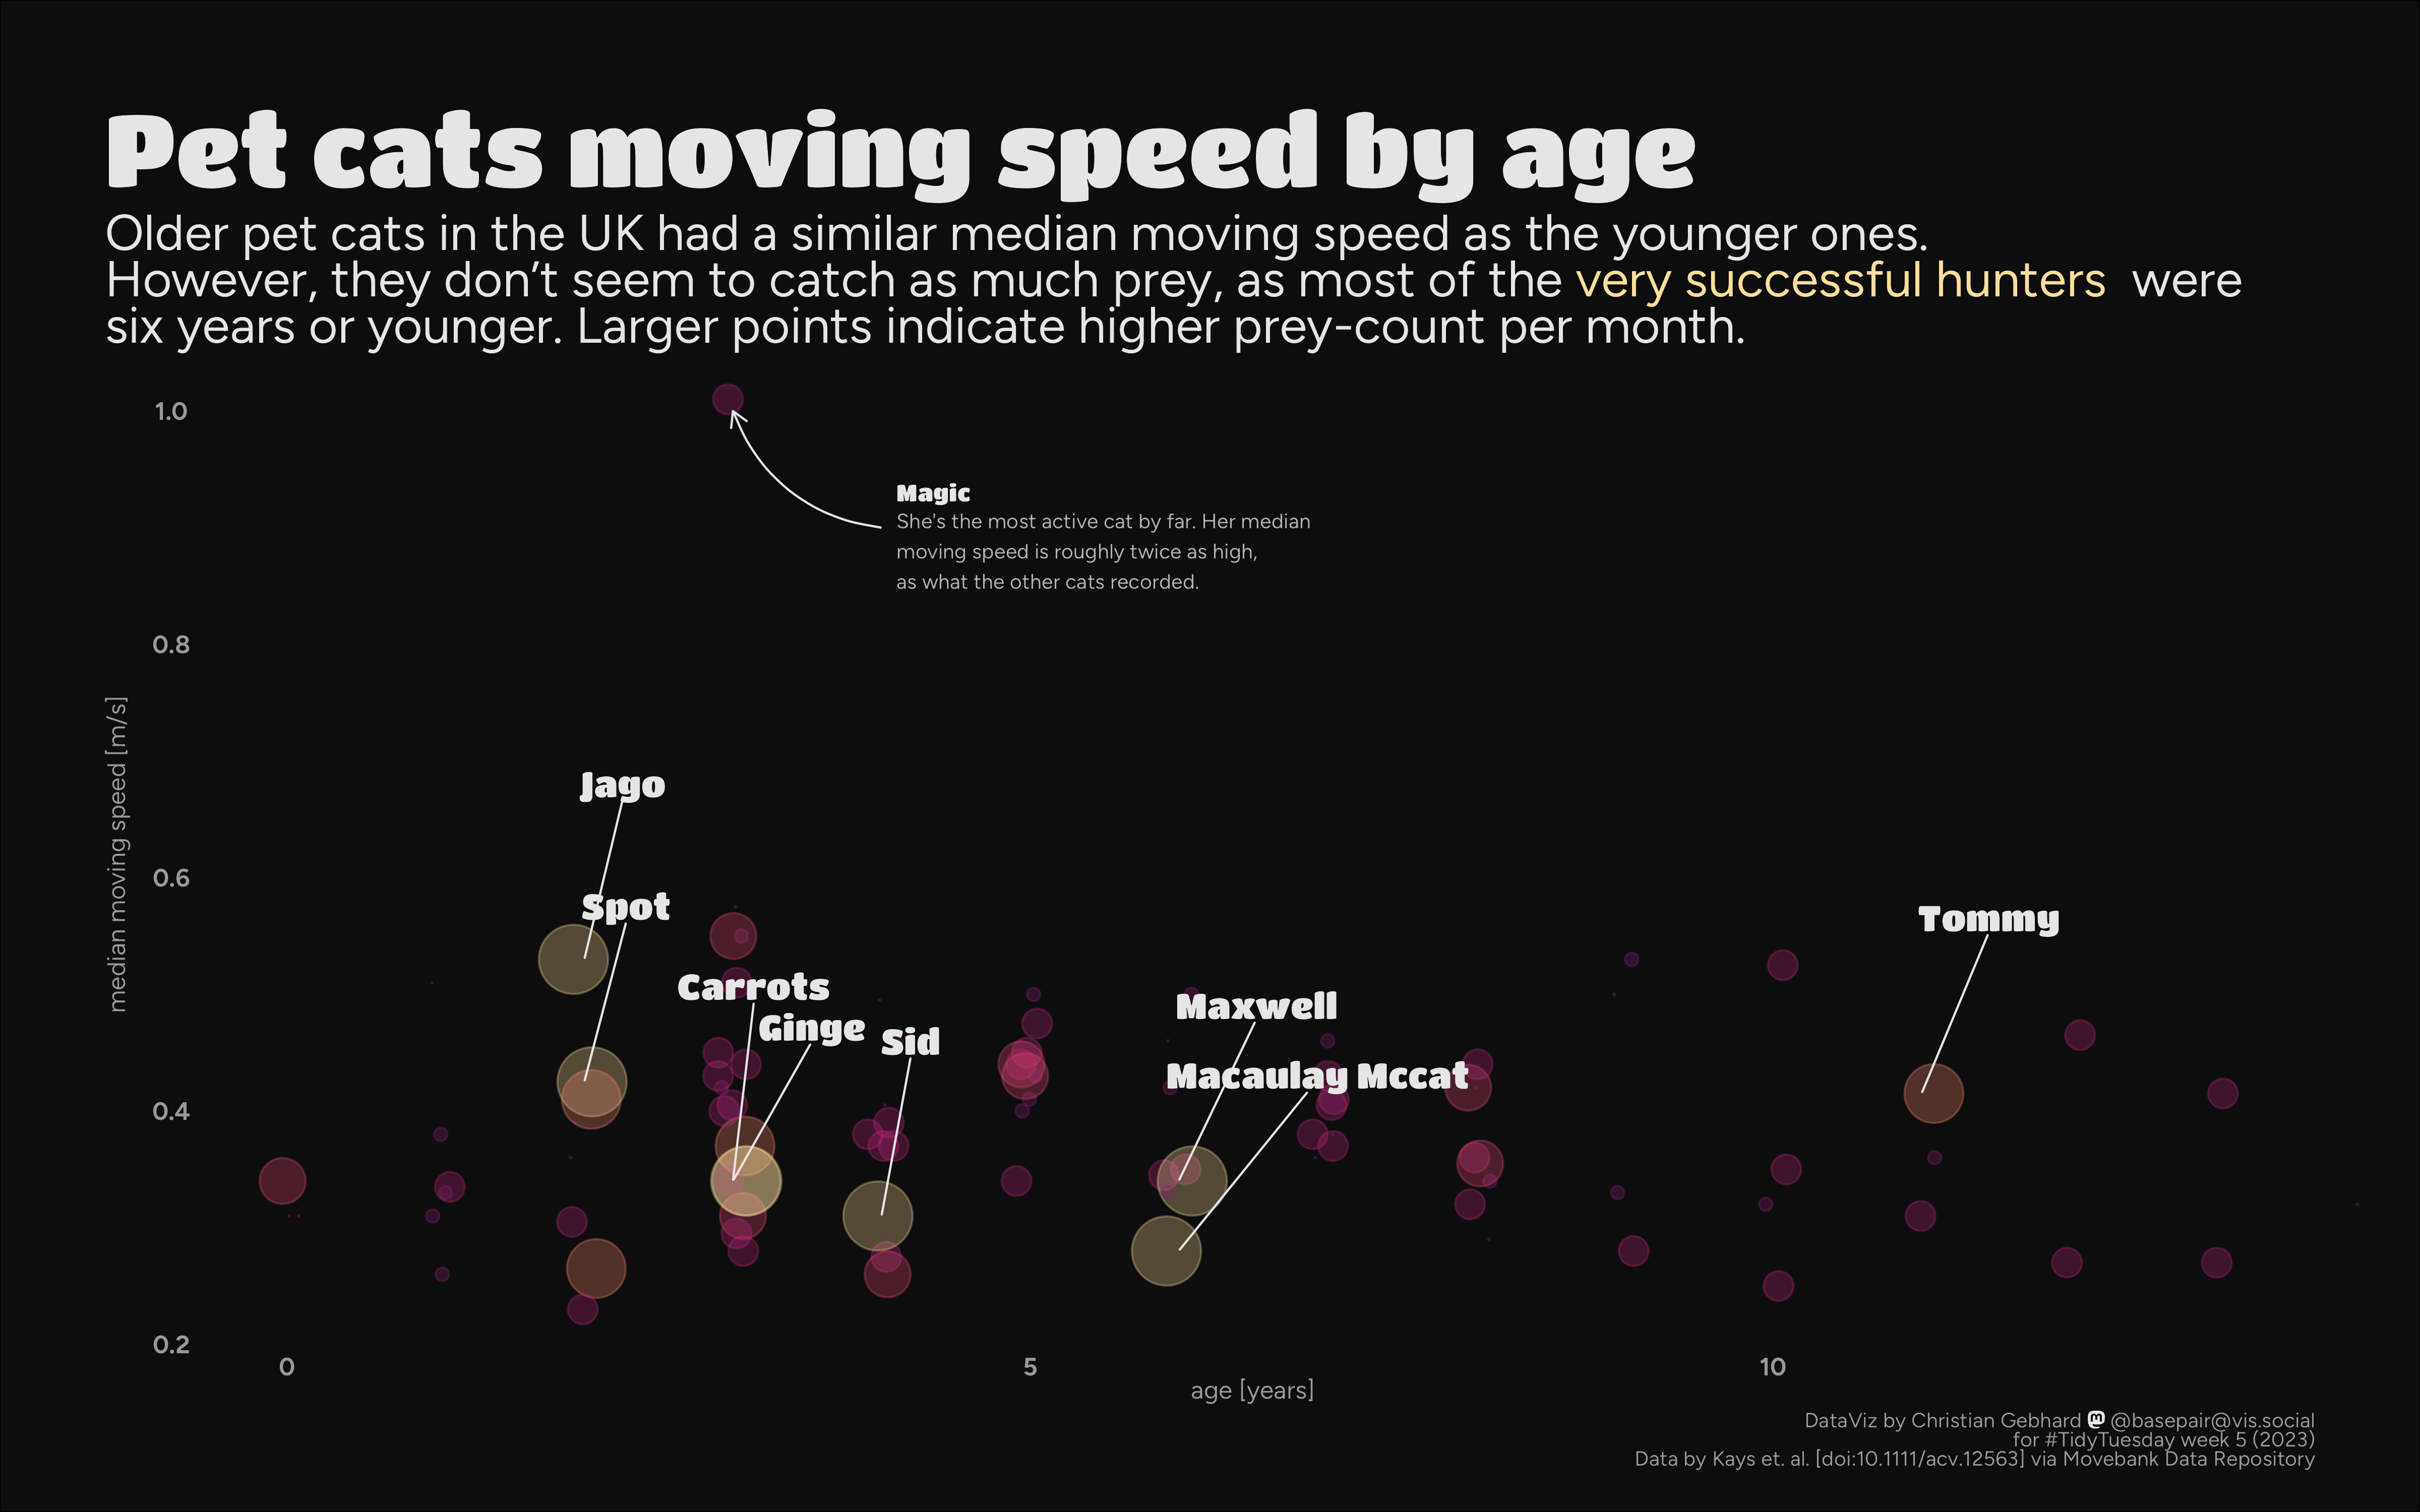 Pet cats moving speed by age
Older pet cats in the UK had a similar median moving speed as the younger ones.
However, they don’t seem to catch as much prey, as most of the very successful hunters were
six years or younger. Larger points indicate higher prey-count per month.
1.0
Magic
She's the most active cat by far. Her median
moving speed is roughly twice as high,
as what the other cats recorded.
0.8
median moving speed [m/s]
Jago
0.6
Spot
Tommy
Carrots
Maxwell
Ginge
Sid
Macaulay Mccat
0.4
0.2
0
5
10
age [years]
DataViz by Christian Gebhard @basepair@vis.social
for #TidyTuesday week 5 (2023)
Data by Kays et. al. [doi:10.1111/acv.12563] via Movebank Data Repository